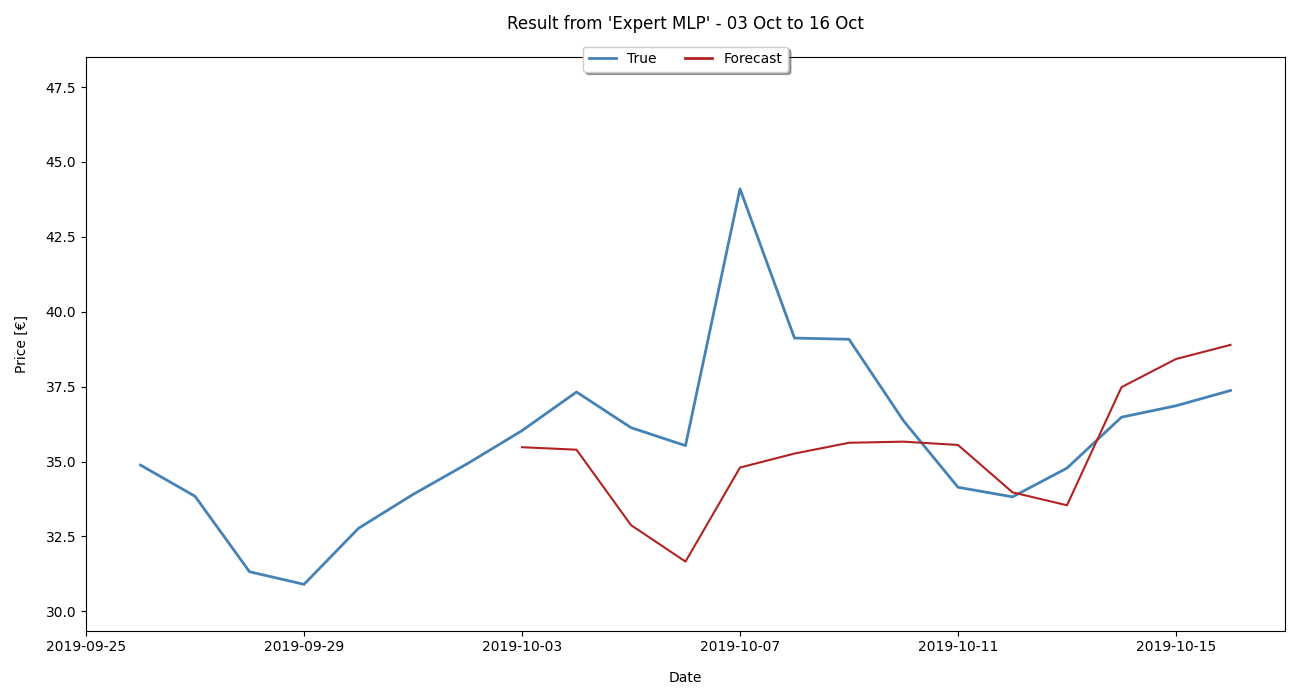 Result from 'Expert MLP' - 03 Oct to 16 Oct
True Forecast
47.5
45.0
42.5
40.0
37.5
35.0
32.5
30.0
Price [€]
2019-09-25 2019-09-29 2019-10-03 2019-10-07 2019-10-11 2019-10-15
Date